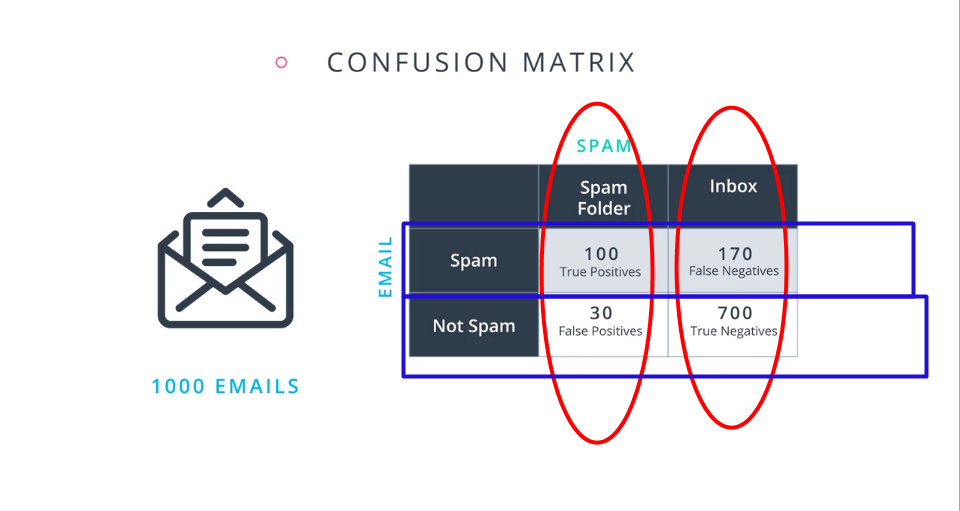 CONFUSION MATRIX
SPAM
Spam
Folder
Inbox
EMAIL
Spam
100
True Positives
170
False Negatives
Not Spam
30
False Positives
700
True Negatives
1000 EMAILS